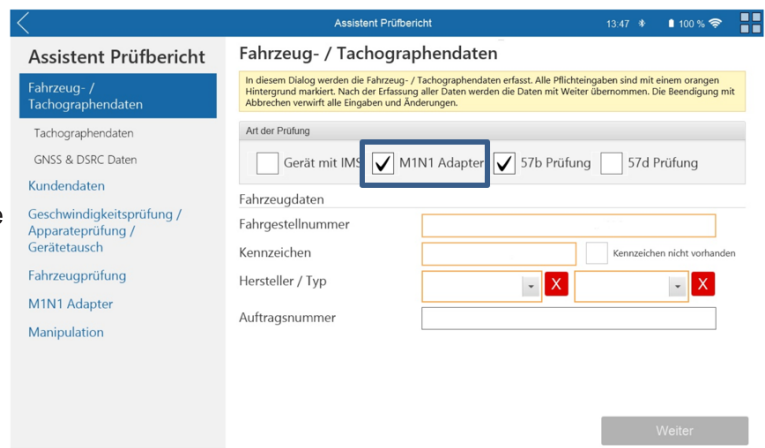 Assistent Prüfbericht
13:47
100 %
Assistent Prüfbericht
Fahrzeug- /
Tachographendaten
Tachographendaten
GNSS & DSRC Daten
Kundendaten
Geschwindigkeitsprüfung /
Apparateprüfung /
Gerätetausch
Fahrzeugprüfung
M1N1 Adapter
Manipulation
e
Fahrzeug- / Tachographendaten
In diesem Dialog werden die Fahrzeug- / Tachographendaten erfasst. Alle Pflichteingaben sind mit einem orangen
Hintergrund markiert. Nach der Erfassung aller Daten werden die Daten mit Weiter übernommen. Die Beendigung mit
Abbrechen verwirft alle Eingaben und Änderungen.
Art der Prüfung
Gerät mit IMS M1N1 Adapter 57b Prüfung 57d Prüfung
Fahrzeugdaten
Fahrgestellnummer
Kennzeichen Kennzeichen nicht vorhanden
Hersteller / Typ X X
Auftragsnummer
Weiter